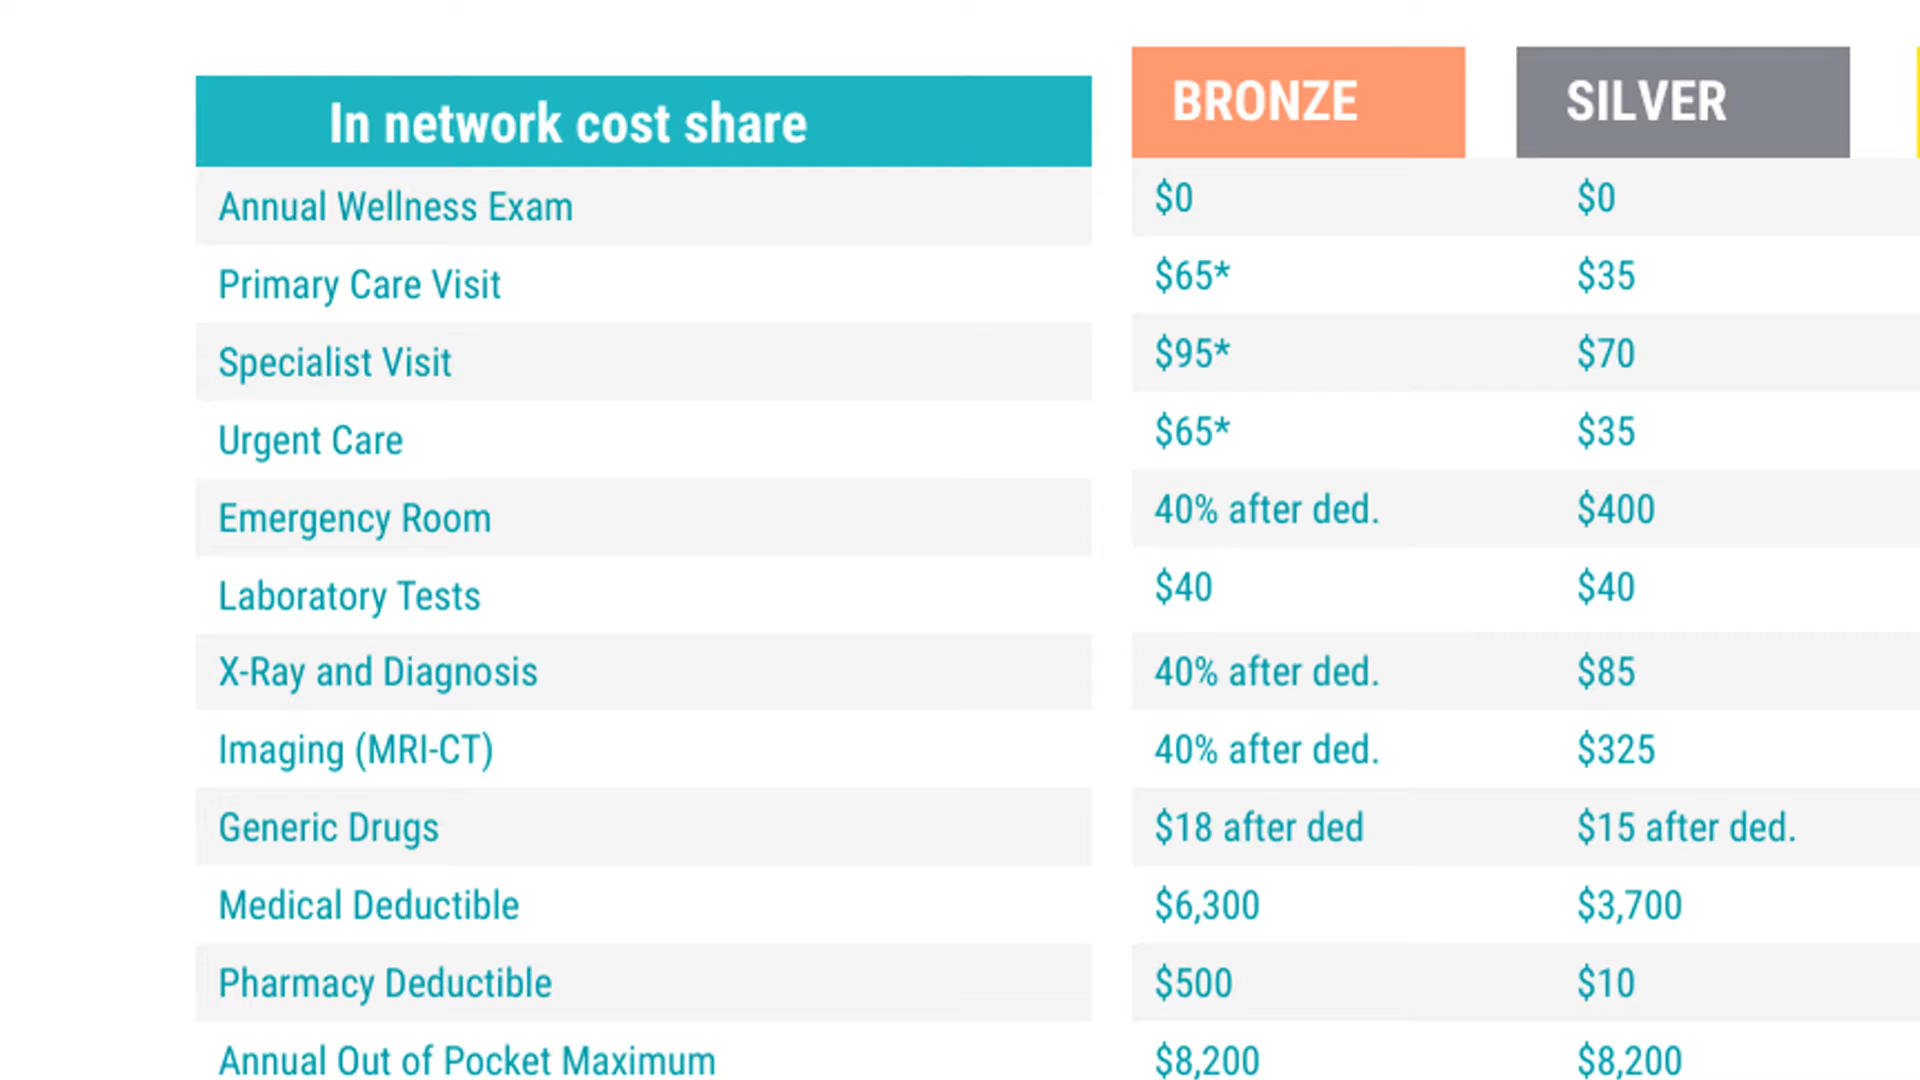 In network cost share BRONZE SILVER
Annual Wellness Exam $0 $0
Primary Care Visit $65* $35
Specialist Visit $95* $70
Urgent Care $65* $35
Emergency Room 40% after ded. $400
Laboratory Tests $40 $40
X-Ray and Diagnosis 40% after ded. $85
Imaging (MRI-CT) 40% after ded. $325
Generic Drugs $18 after ded $15 after ded.
Medical Deductible $6,300 $3,700
Pharmacy Deductible $500 $10
Annual Out of Pocket Maximum $8,200 $8,200